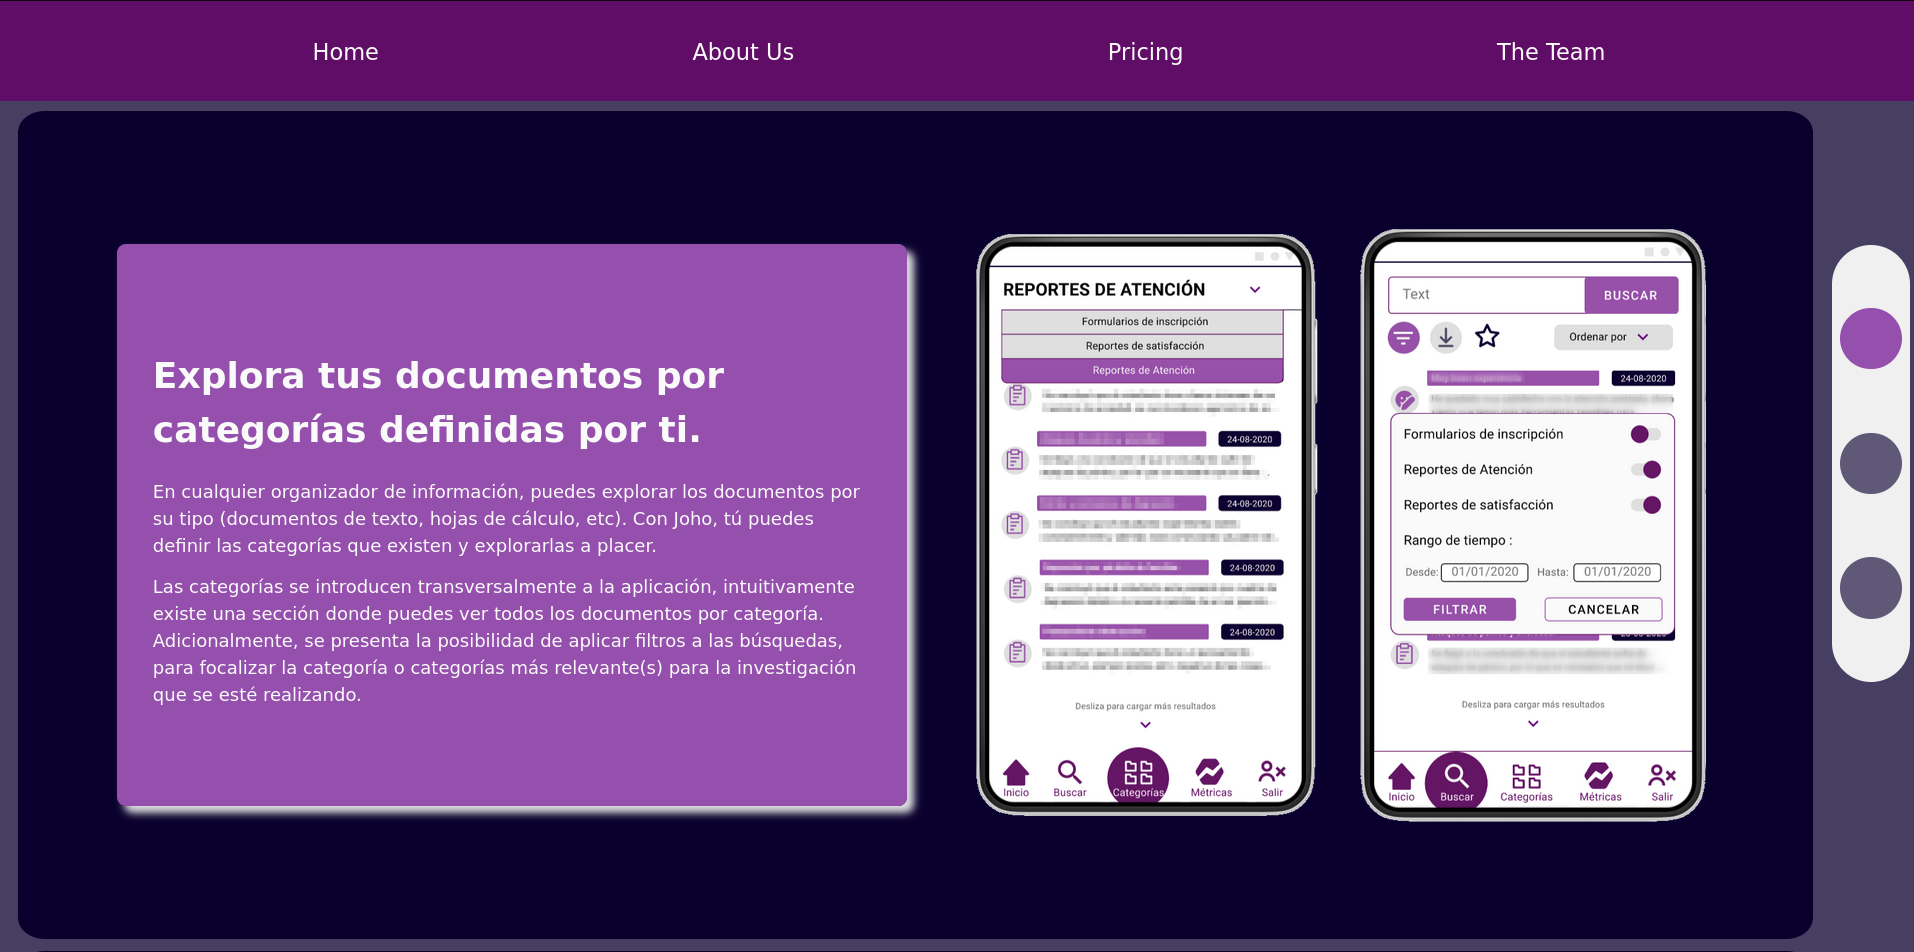 Home
About Us
Pricing
The Team
Explora tus documentos por
categorías definidas por ti.
En cualquier organizador de información, puedes explorar los documentos por
su tipo (documentos de texto, hojas de cálculo, etc). Con Joho, tú puedes
definir las categorías que existen y explorarlas a placer.
Las categorías se introducen transversalmente a la aplicación, intuitivamente
existe una sección donde puedes ver todos los documentos por categoría.
Adicionalmente, se presenta la posibilidad de aplicar filtros a las búsquedas,
para focalizar la categoría o categorías más relevante(s) para la investigación
que se esté realizando.
REPORTES DE ATENCIÓN
Formularios de inscripción
Reportes de satisfacción
Reportes de Atención
24-08-2020
24-08-2020
24-08-2020
24-08-2020
Desliza para cargar más resultados
Inicio
Buscar
Categorías
Métricas
Salir
Text
BUSCAR
Ordenar por
24-08-2020
Formularios de inscripción
Reportes de Atención
Reportes de satisfacción
Rango de tiempo :
Desde: 01/01/2020 Hasta: 01/01/2020
FILTRAR
CANCELAR
Desliza para cargar más resultados
Inicio
Buscar
Categorías
Métricas
Salir